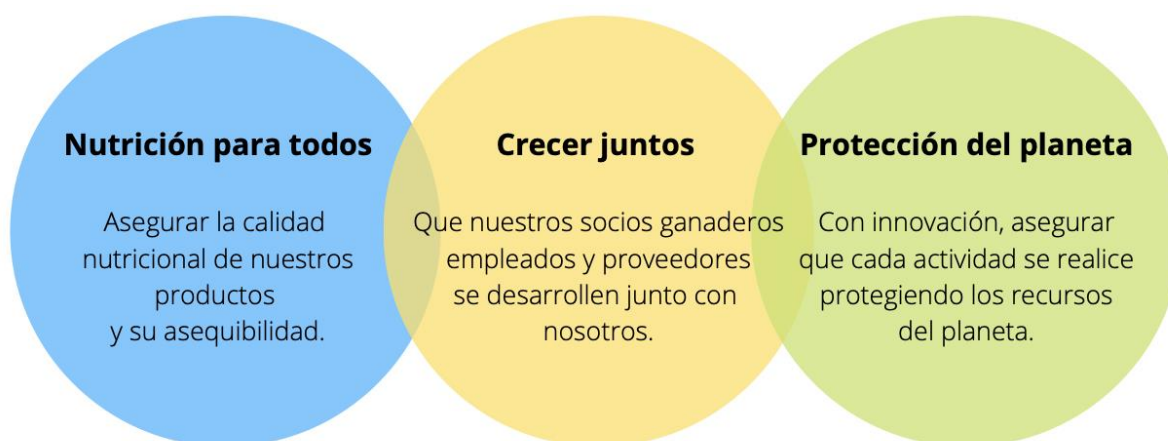 Nutrición para todos
Asegurar la calidad
nutricional de nuestros
productos
y su asequibilidad.
Crecer juntos
Que nuestros socios ganaderos
empleados y proveedores
se desarrollen junto con
nosotros.
Protección del planeta
Con innovación, asegurar
que cada actividad se realice
protegiendo los recursos
del planeta.